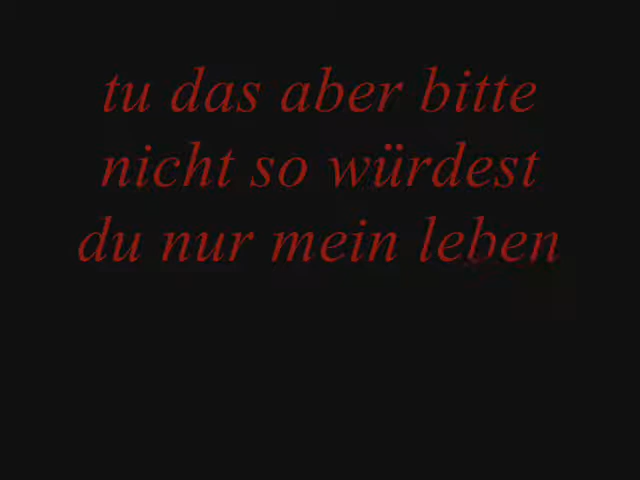 tu das aber bitte
nicht so würdest
du nur mein leben